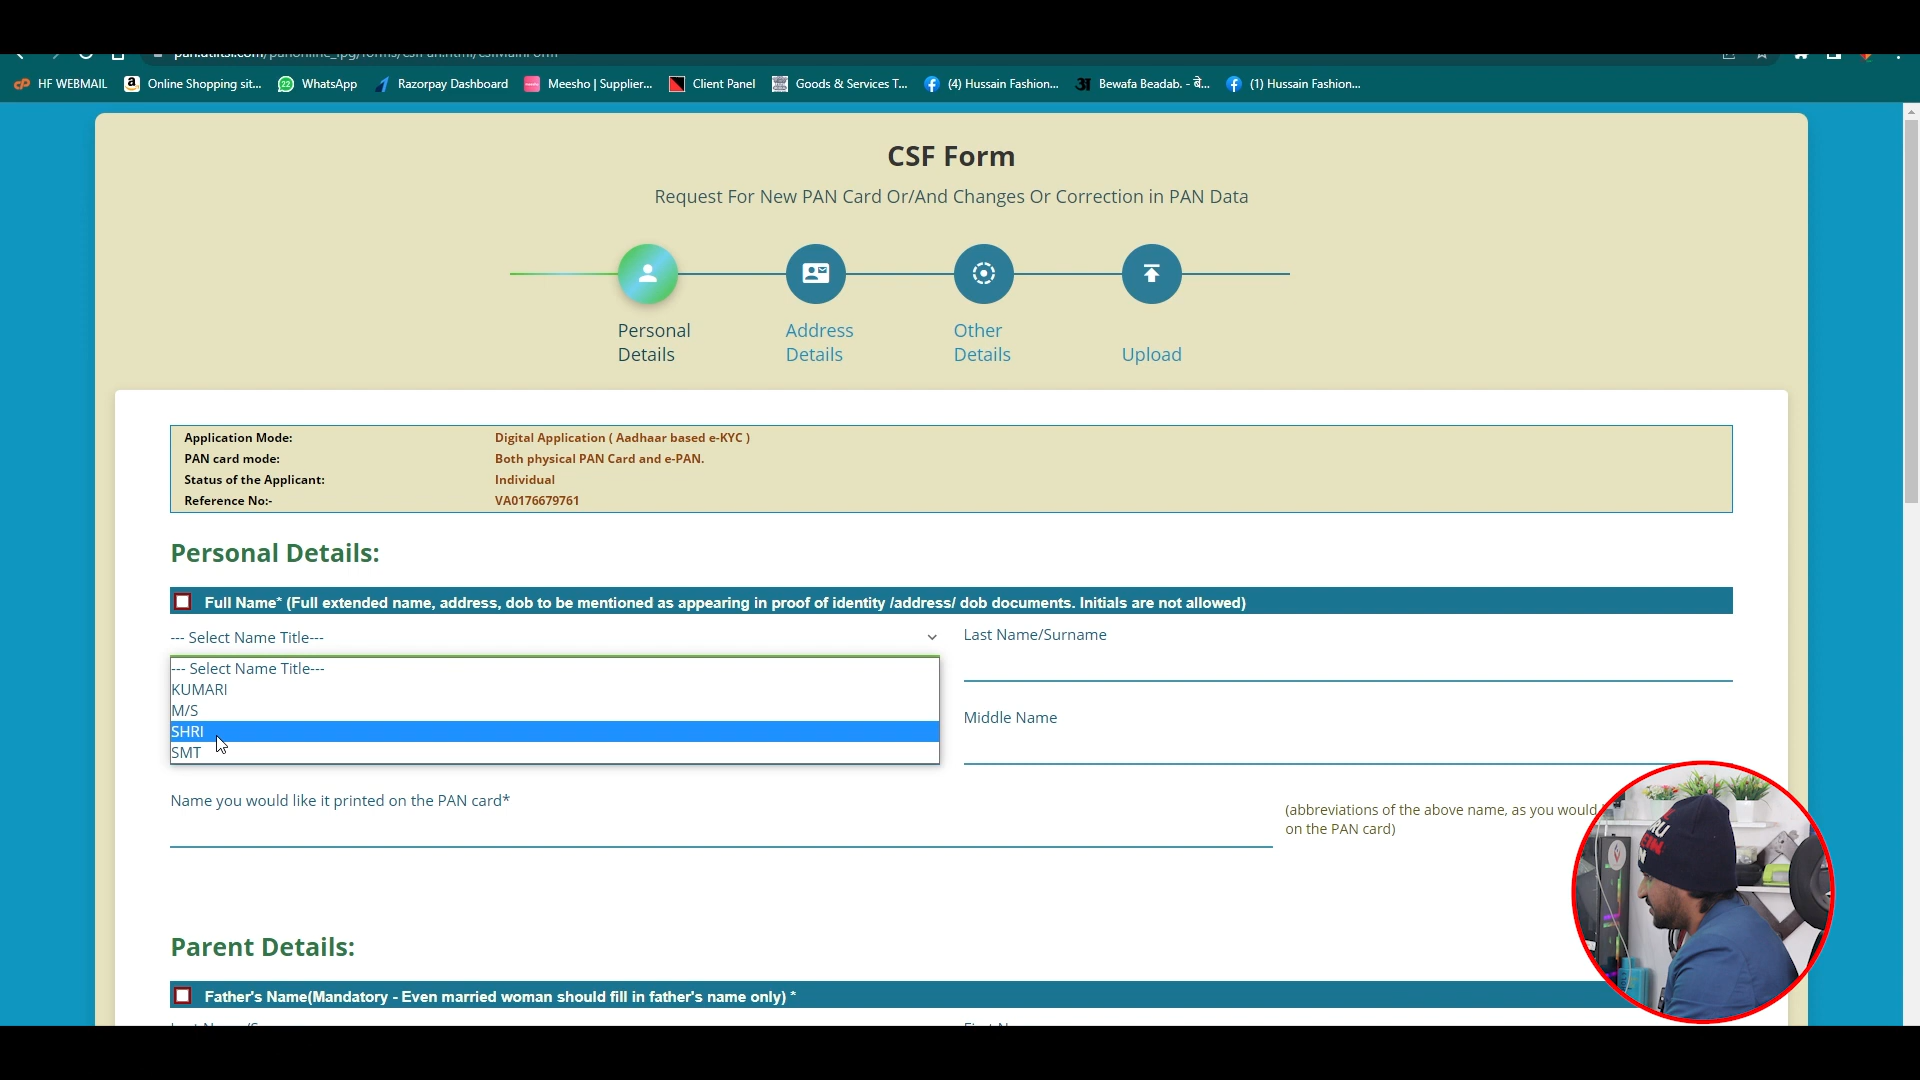 HF WEBMAIL Online Shopping sit... WhatsApp Razorpay Dashboard Meesho | Supplier... Client Panel Goods & Services T... (4) Hussain Fashion... Bewafa Beadab. - बे... (1) Hussain Fashion...
CSF Form
Request For New PAN Card Or/And Changes Or Correction in PAN Data
Personal Details
Address Details
Other Details
Upload
Application Mode: Digital Application ( Aadhaar based e-KYC )
PAN card mode: Both physical PAN Card and e-PAN.
Status of the Applicant: Individual
Reference No:- VA0176679761
Personal Details:
Full Name* (Full extended name, address, dob to be mentioned as appearing in proof of identity /address/ dob documents. Initials are not allowed)
--- Select Name Title---
Last Name/Surname
--- Select Name Title---
KUMARI
M/S
SHRI
SMT
Middle Name
Name you would like it printed on the PAN card*
(abbreviations of the above name, as you would
on the PAN card)
Parent Details:
Father's Name(Mandatory - Even married woman should fill in father's name only) *